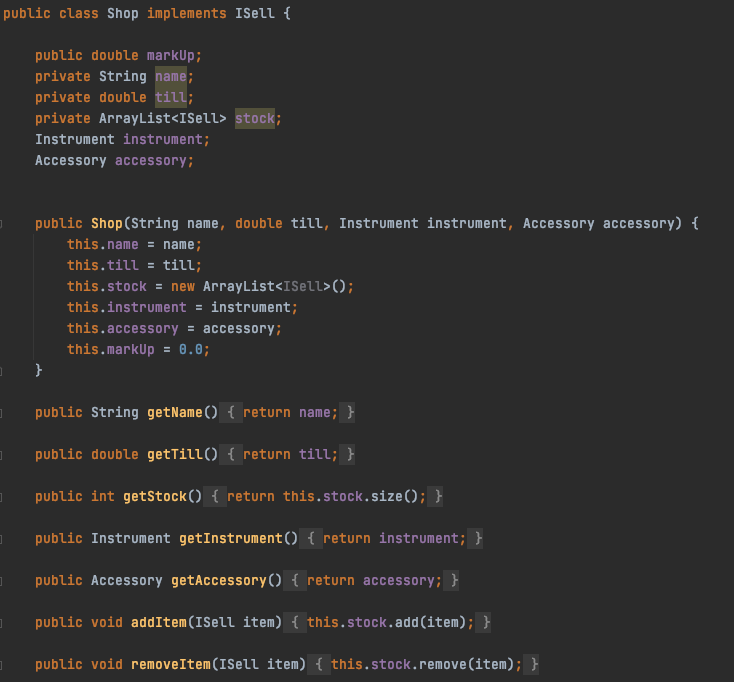 public class Shop implements ISell {
public double markUp;
private String name;
private double till;
private ArrayList<ISell> stock;
Instrument instrument;
Accessory accessory;
public Shop(String name, double till, Instrument instrument, Accessory accessory) {
this.name = name;
this.till = till;
this.stock = new ArrayList<ISell>();
this.instrument = instrument;
this.accessory = accessory;
this.markUp = 0.0;
}
public String getName() { return name; }
public double getTill() { return till; }
public int getStock() { return this.stock.size(); }
public Instrument getInstrument() { return instrument; }
public Accessory getAccessory() { return accessory; }
public void addItem(ISell item) { this.stock.add(item); }
public void removeItem(ISell item) { this.stock.remove(item); }